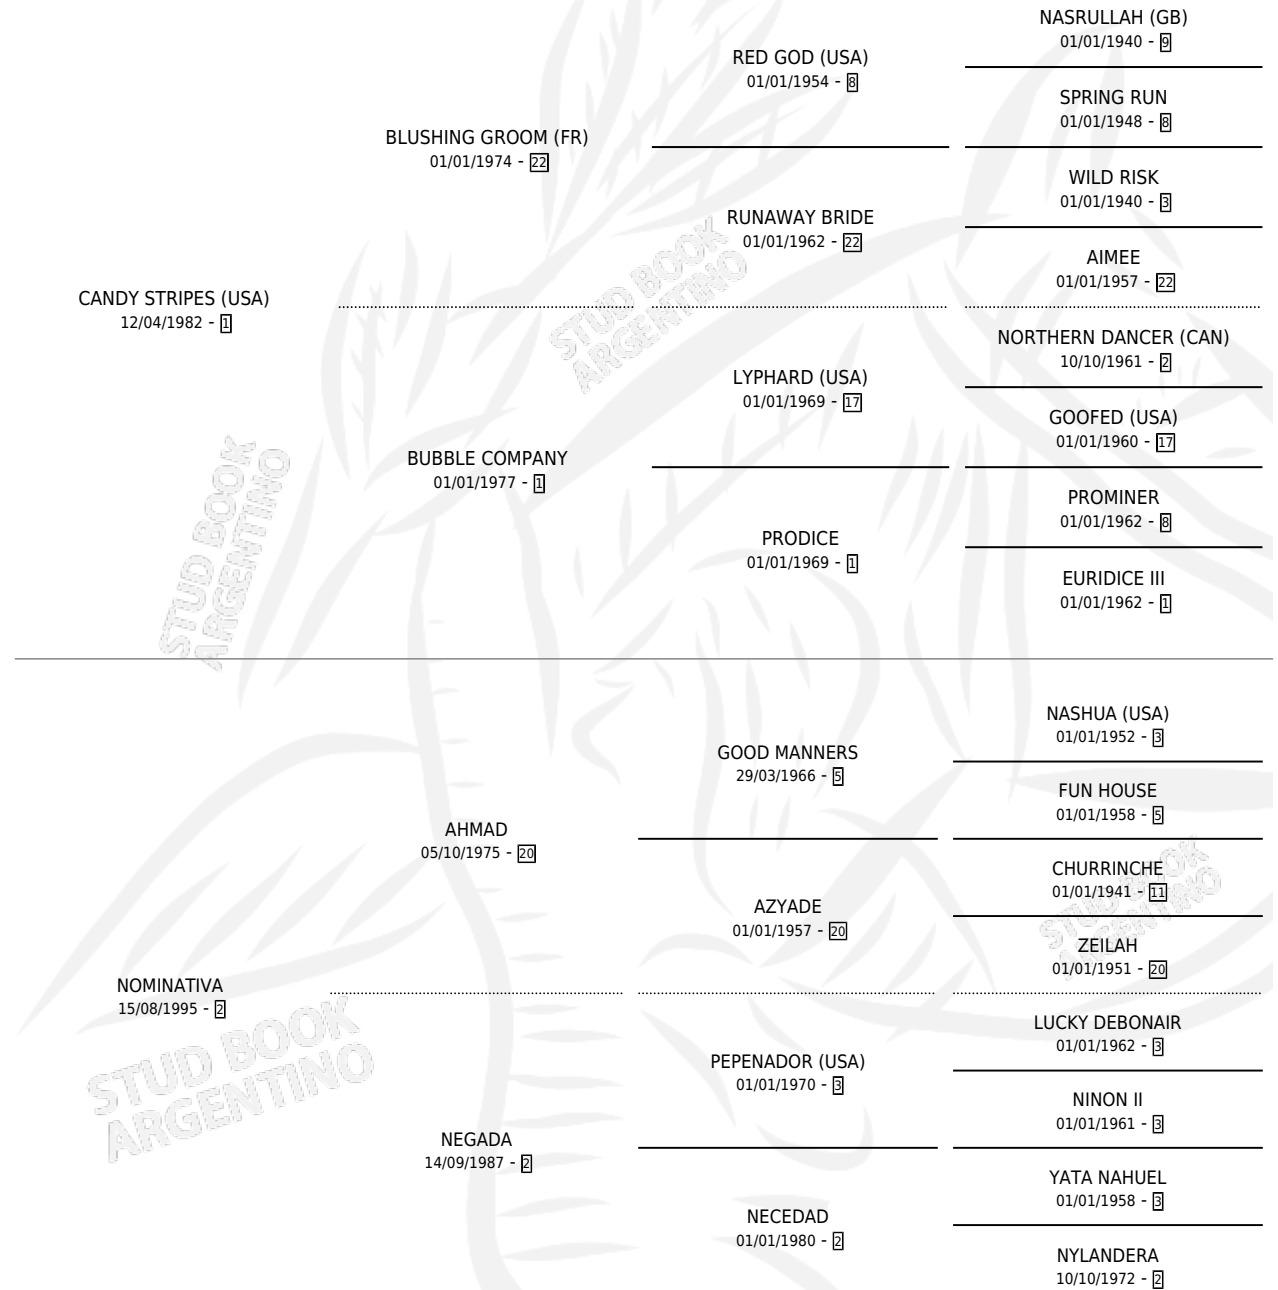 NASRULLAH (GB)
01/01/1940 - 9
RED GOD (USA)
01/01/1954 - 8
SPRING RUN
01/01/1948 - 8
BLUSHING GROOM (FR)
01/01/1974 - 22
WILD RISK
01/01/1940 - 3
RUNAWAY BRIDE
01/01/1962 - 22
AIMEE
01/01/1957 - 22
CANDY STRIPES (USA)
12/04/1982 - 1
NORTHERN DANCER (CAN)
10/10/1961 - 2
LYPHARD (USA)
01/01/1969 - 17
GOOFED (USA)
01/01/1960 - 17
BUBBLE COMPANY
01/01/1977 - 1
PROMINER
01/01/1962 - 8
PRODICE
01/01/1969 - 1
EURIDICE III
01/01/1962 - 1
NASHUA (USA)
01/01/1952 - 3
GOOD MANNERS
29/03/1966 - 5
FUN HOUSE
01/01/1958 - 5
AHMAD
05/10/1975 - 20
CHURRINCHE
01/01/1941 - 11
AZYADE
01/01/1957 - 20
ZEILAH
01/01/1951 - 20
NOMINATIVA
15/08/1995 - 2
LUCKY DEBONAIR
01/01/1962 - 3
PEPENADOR (USA)
01/01/1970 - 3
NINON II
01/01/1961 - 3
NEGADA
14/09/1987 - 2
YATA NAHUEL
01/01/1958 - 3
NECEDAD
01/01/1980 - 2
NYLANDERA
10/10/1972 - 2
STUD BOOK
ARGENTINO
STUD BOOK
ARGENTINO
STUD BOOK
ARGENTINO
STUD BOOK
ARGENTINO